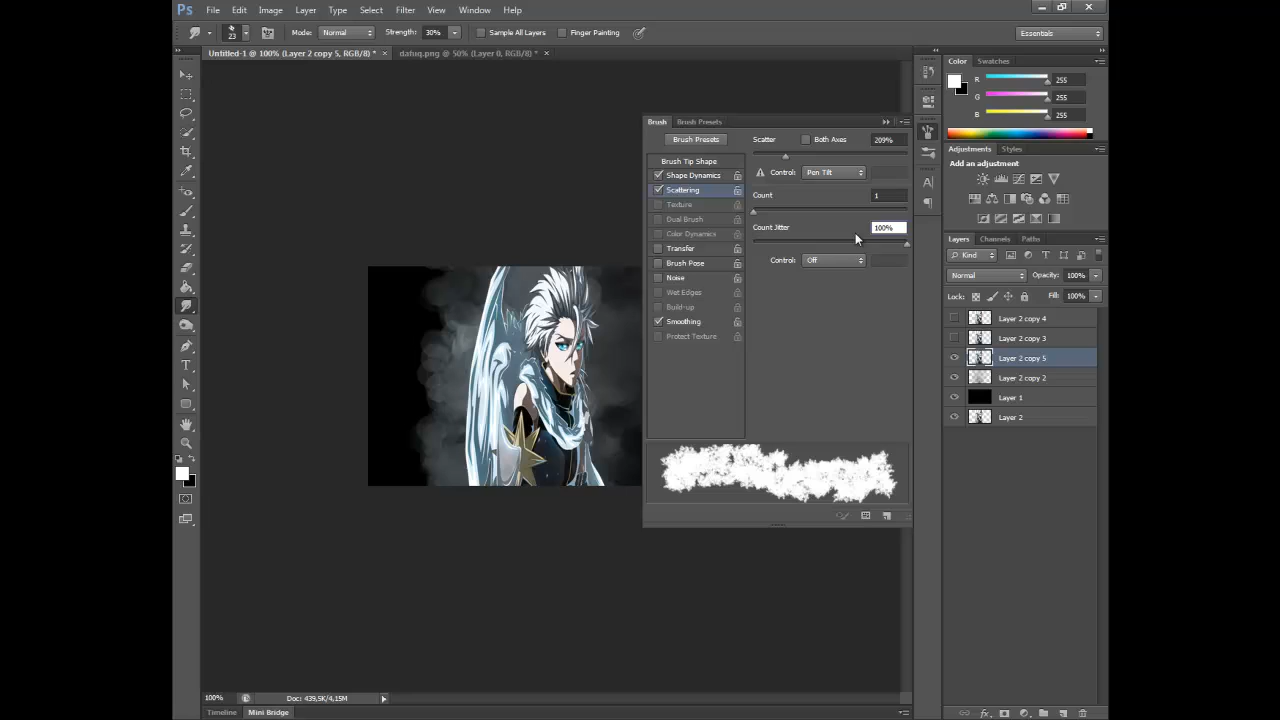 Ps File Edit Image Layer Type Select Filter View Window Help
23 Mode: Normal Strength: 30% Sample All Layers Finger Painting Essentials
Untitled-1 @ 100% (Layer 2 copy 5, RGB/8) * × dafuq.png @ 50% (Layer 0, RGB/8) * ×
Color Swatches
R 255
G 255
B 255
Brush Brush Presets
Brush Presets Scatter Both Axes 209%
Brush Tip Shape
Shape Dynamics Control: Pen Tilt
Scattering Count 1
Texture
Dual Brush Count Jitter 100%
Color Dynamics
Transfer
Brush Pose Control: Off
Noise
Wet Edges
Build-up
Smoothing
Protect Texture
Adjustments Styles
Add an adjustment
Layers Channels Paths
Kind
Normal Opacity: 100%
Lock: Fill: 100%
Layer 2 copy 4
Layer 2 copy 3
Layer 2 copy 5
Layer 2 copy 2
Layer 1
Layer 2
100% Doc: 439,5K/4,15M
Timeline Mini Bridge